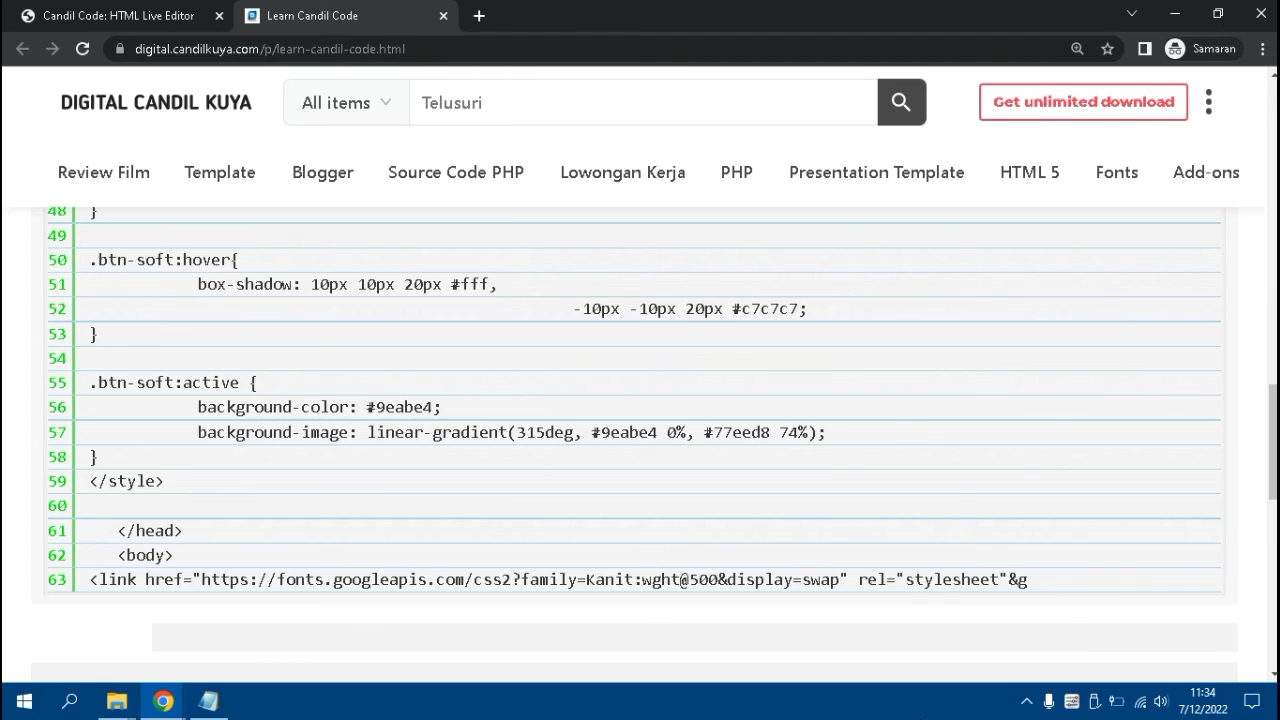 Candil Code: HTML Live Editor
Learn Candil Code
digital.candilkuya.com/p/learn-candil-code.html
Samaran
DIGITAL CANDIL KUYA
All items
Telusuri
Get unlimited download
Review Film Template Blogger Source Code PHP Lowongan Kerja PHP Presentation Template HTML 5 Fonts Add-ons
48 }
49
50 .btn-soft:hover{
51 box-shadow: 10px 10px 20px #fff,
52 -10px -10px 20px #c7c7c7;
53 }
54
55 .btn-soft:active {
56 background-color: #9eabe4;
57 background-image: linear-gradient(315deg, #9eabe4 0%, #77eed8 74%);
58 }
59 </style>
60
61 </head>
62 <body>
63 <link href="https://fonts.googleapis.com/css2?family=Kanit:wght@500&display=swap" rel="stylesheet"&g
11:34
7/12/2022